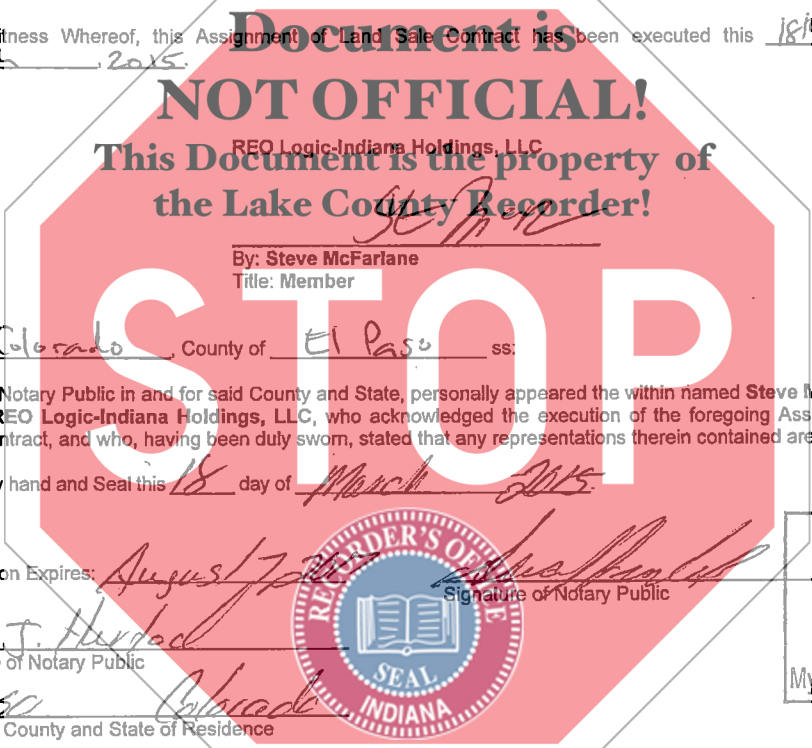 Document is
itness Whereof, this Assignment of Land Sale Contract has been executed this 18th
2015.
NOT OFFICIAL!
REO Logic-Indiana Holdings, LLC
This Document is the property of
the Lake County Recorder!
By: Steve McFarlane
Title: Member
STOP
Colorado, County of El Paso ss:
Notary Public in and for said County and State, personally appeared the within named Steve M
REO Logic-Indiana Holdings, LLC, who acknowledged the execution of the foregoing Ass
ntract, and who, having been duly sworn, stated that any representations therein contained are
hand and Seal this 18 day of March 2015.
on Expires: August 7,
Signature of Notary Public
J. Hurtado
of Notary Public
Colorado
County and State of Residence
My
RECORDER'S OFFICE
SEAL
INDIANA